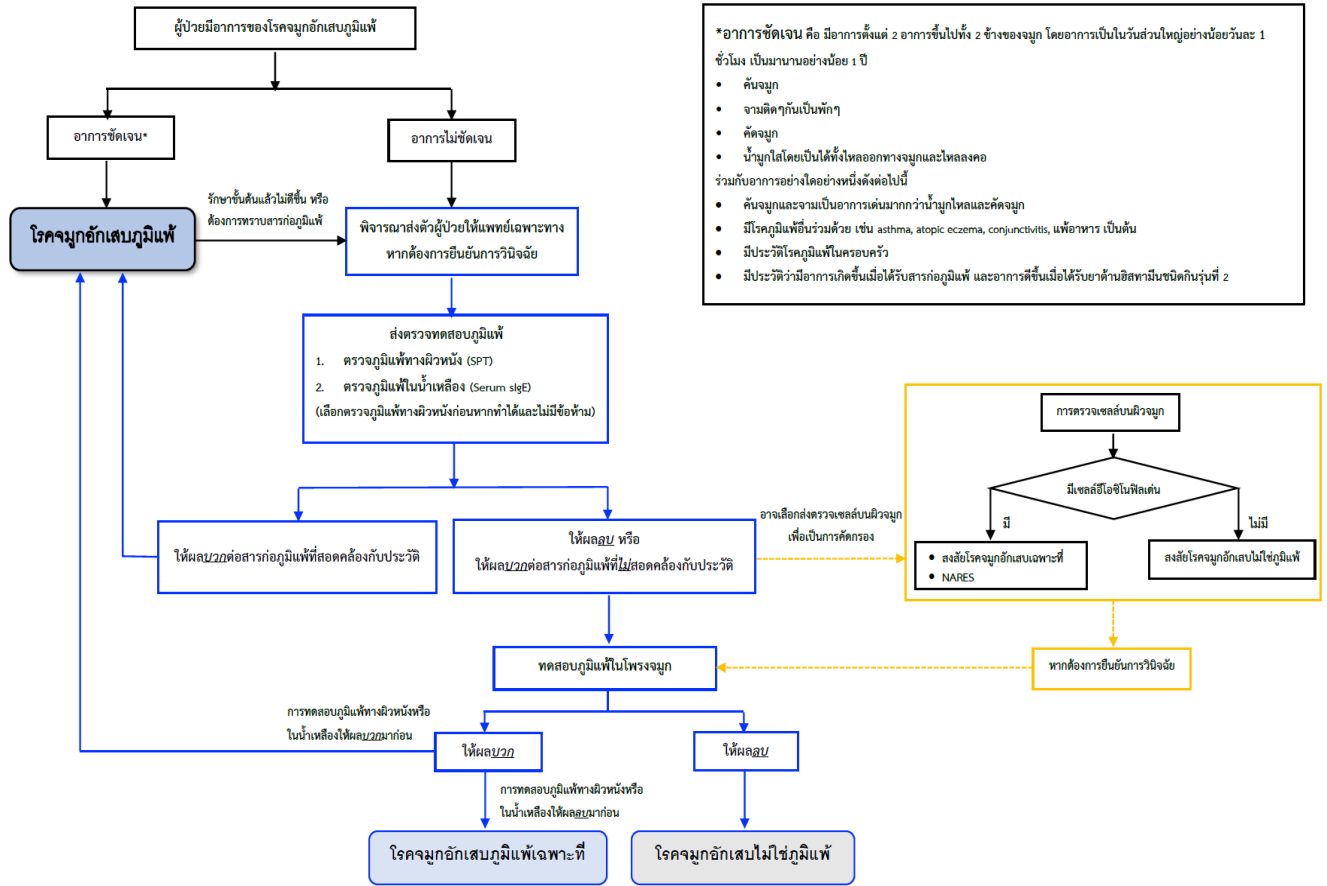 ผู้ป่วยมีอาการของโรคจมูกอักเสบภูมิแพ้
*อาการชัดเจน คือ มีอาการตั้งแต่ 2 อาการขึ้นไปทั้ง 2 ข้างของจมูก โดยอาการเป็นในวันส่วนใหญ่อย่างน้อยวันละ 1
ชั่วโมง เป็นมานานอย่างน้อย 1 ปี
• คันจมูก
• จามติดๆกันเป็นพักๆ
• คัดจมูก
• น้ำมูกใสโดยเป็นได้ทั้งไหลออกทางจมูกและไหลลงคอ
ร่วมกับอาการอย่างใดอย่างหนึ่งดังต่อไปนี้
• คันจมูกและจามเป็นอาการเด่นมากกว่าน้ำมูกไหลและคัดจมูก
• มีโรคภูมิแพ้อื่นร่วมด้วย เช่น asthma, atopic eczema, conjunctivitis, แพ้อาหาร เป็นต้น
• มีประวัติโรคภูมิแพ้ในครอบครัว
• มีประวัติว่ามีอาการเกิดขึ้นเมื่อได้รับสารก่อภูมิแพ้ และอาการดีขึ้นเมื่อได้รับยาต้านฮิสทามีนชนิดกินรุ่นที่ 2
อาการชัดเจน*
อาการไม่ชัดเจน
รักษาขั้นต้นแล้วไม่ดีขึ้น หรือ
ต้องการทราบสารก่อภูมิแพ้
โรคจมูกอักเสบภูมิแพ้
พิจารณาส่งตัวผู้ป่วยให้แพทย์เฉพาะทาง
หากต้องการยืนยันการวินิจฉัย
ส่งตรวจทดสอบภูมิแพ้
1. ตรวจภูมิแพ้ทางผิวหนัง (SPT)
2. ตรวจภูมิแพ้ในน้ำเหลือง (Serum sIgE)
(เลือกตรวจภูมิแพ้ทางผิวหนังก่อนหากทำได้และไม่มีข้อห้าม)
การตรวจเซลล์บนผิวจมูก
มีเซลล์อีโอซิโนฟิลเด่น
มี
ไม่มี
• สงสัยโรคจมูกอักเสบเฉพาะที่
• NARES
สงสัยโรคจมูกอักเสบไม่ใช่ภูมิแพ้
อาจเลือกส่งตรวจเซลล์บนผิวจมูก
เพื่อเป็นการคัดกรอง
ให้ผลบวกต่อสารก่อภูมิแพ้ที่สอดคล้องกับประวัติ
ให้ผลลบ หรือ
ให้ผลบวกต่อสารก่อภูมิแพ้ที่ไม่สอดคล้องกับประวัติ
ทดสอบภูมิแพ้ในโพรงจมูก
หากต้องการยืนยันการวินิจฉัย
การทดสอบภูมิแพ้ทางผิวหนังหรือ
ในน้ำเหลืองให้ผลบวกมาก่อน
ให้ผลบวก
ให้ผลลบ
การทดสอบภูมิแพ้ทางผิวหนังหรือ
ในน้ำเหลืองให้ผลลบมาก่อน
โรคจมูกอักเสบภูมิแพ้เฉพาะที่
โรคจมูกอักเสบไม่ใช่ภูมิแพ้